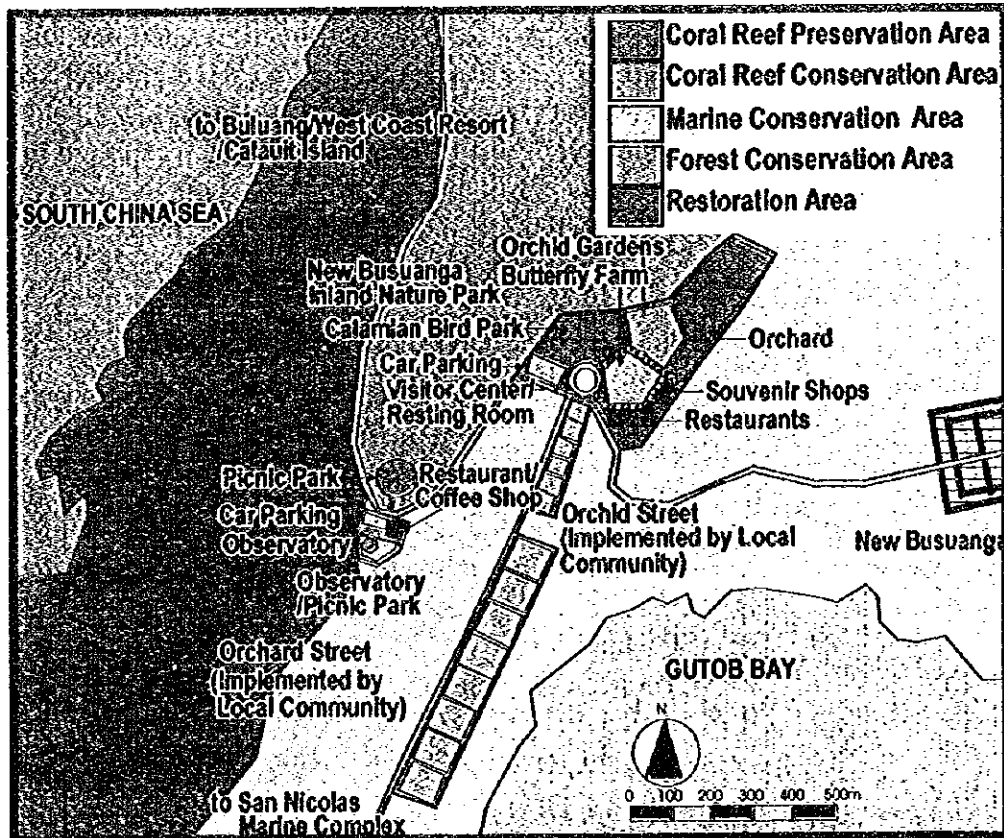 Coral Reef Preservation Area
Coral Reef Conservation Area
Marine Conservation Area
Forest Conservation Area
Restoration Area
to Buluang/West Coast Resort
/Calauit Island
SOUTH CHINA SEA
Orchid Gardens
Butterfly Farm
New Busuanga
Inland Nature Park
Calamian Bird Park
Car Parking
Visitor Center/
Resting Room
Orchard
Souvenir Shops
Restaurants
Picnic Park
Restaurant/
Coffee Shop
Car Parking
Observatory
Observatory
/Picnic Park
Orchid Street
(Implemented by Local
Community)
New Busuanga
Orchard Street
(Implemented by
Local Community)
GUTOB BAY
N
0 100 200 300 400 500m
to San Nicolas
Marine Complex